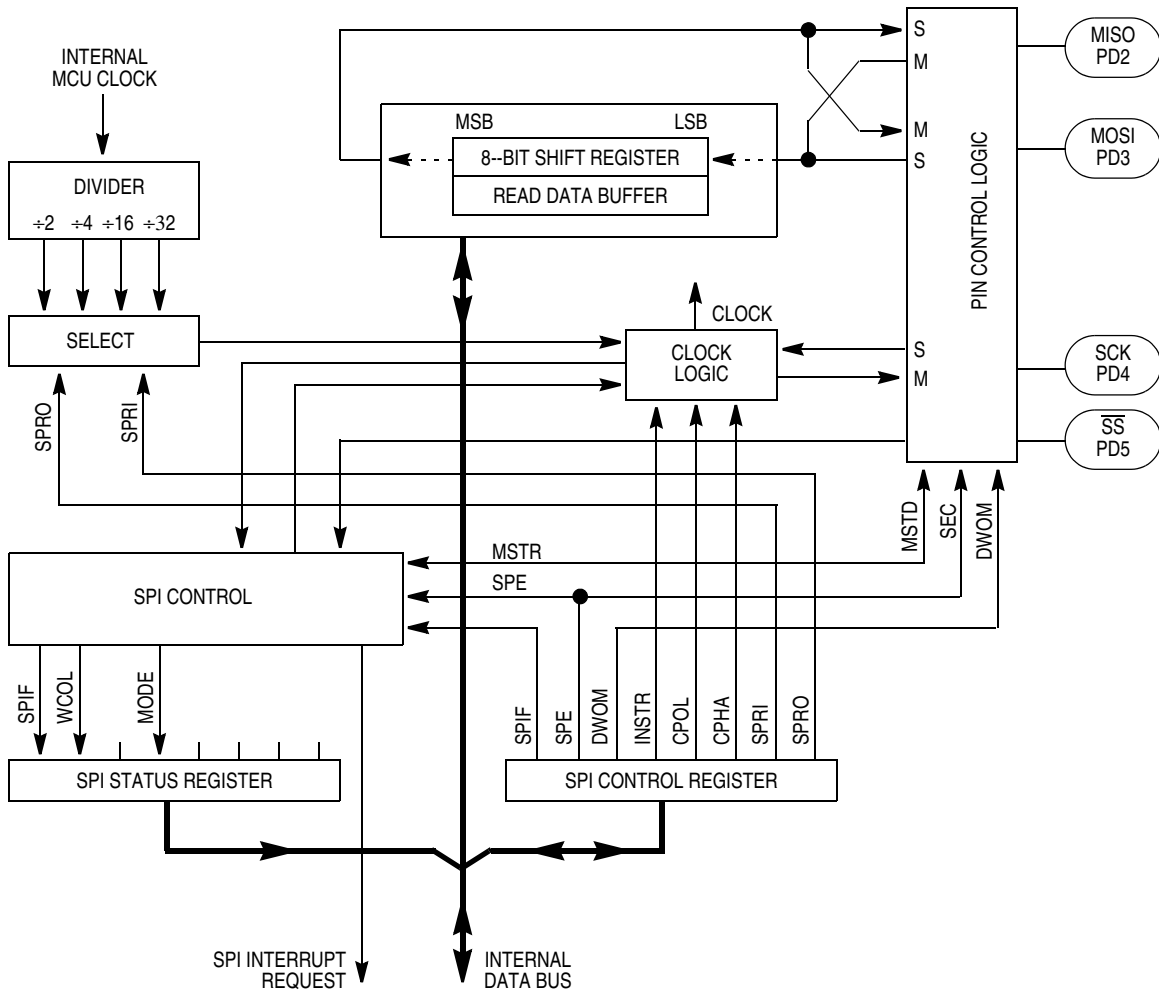 INTERNAL
MCU CLOCK
DIVIDER
÷2 ÷4 ÷16 ÷32
SELECT
SPRO
SPRI
MSB LSB
8--BIT SHIFT REGISTER
READ DATA BUFFER
CLOCK
CLOCK
LOGIC
S
M
M
S
S
M
PIN CONTROL LOGIC
MISO
PD2
MOSI
PD3
SCK
PD4
SS
PD5
MSTD
SEC
DWOM
MSTR
SPE
SPI CONTROL
SPIF
WCOL
MODE
SPI STATUS REGISTER
SPIF
SPE
DWOM
INSTR
CPOL
CPHA
SPRI
SPRO
SPI CONTROL REGISTER
SPI INTERRUPT
REQUEST
INTERNAL
DATA BUS